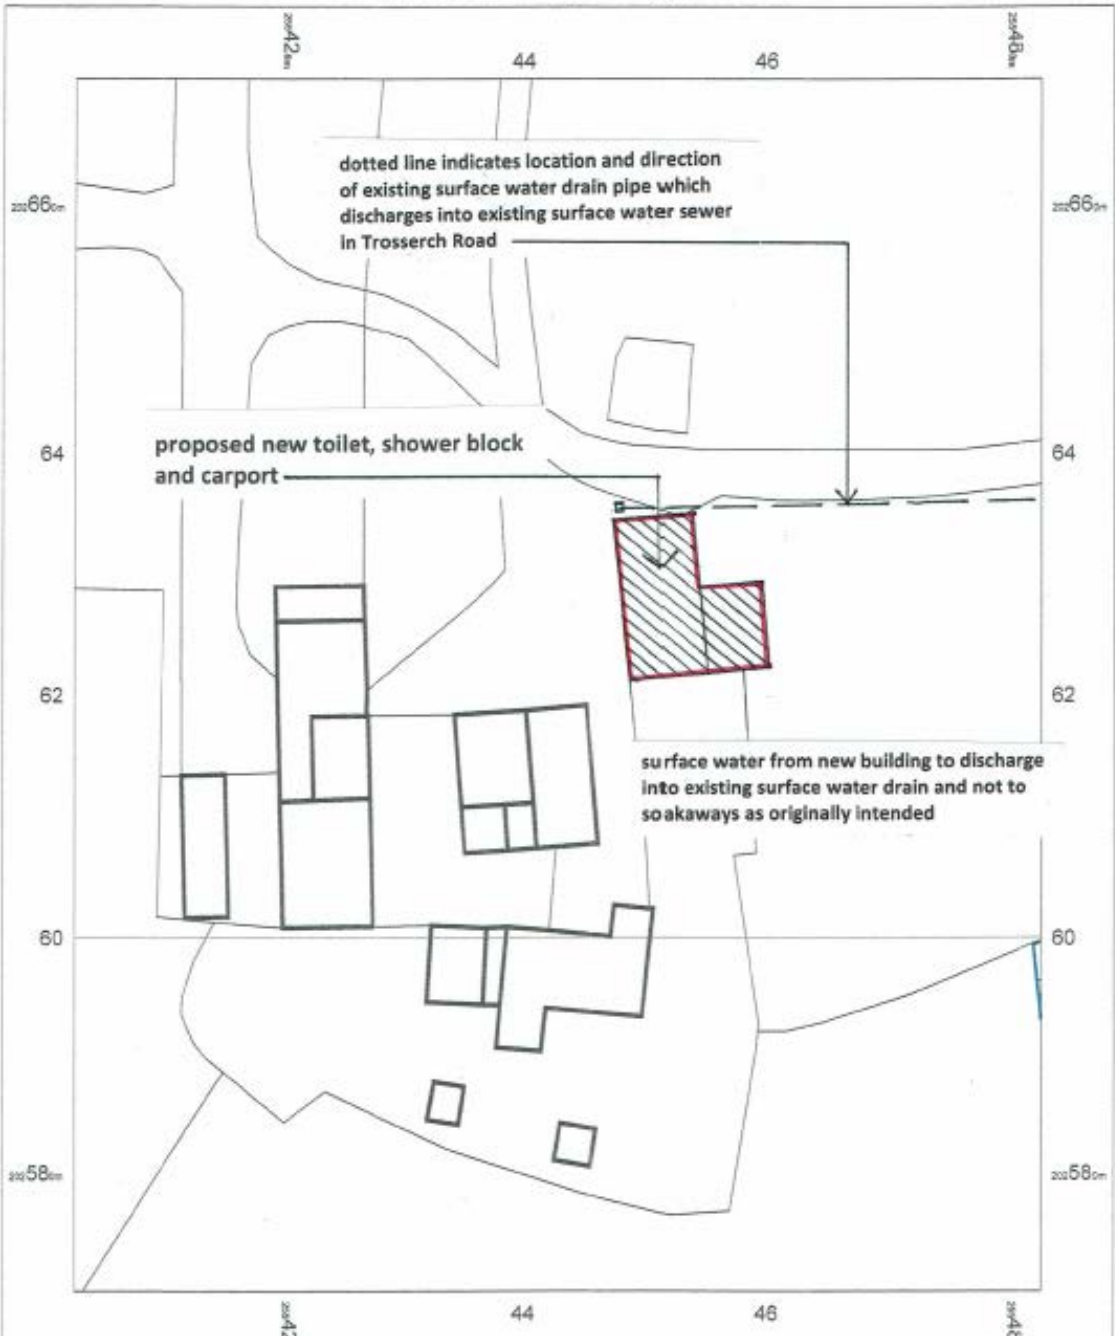 42
44
46
48
dotted line indicates location and direction
of existing surface water drain pipe which
discharges into existing surface water sewer
in Trosserch Road
66
66
proposed new toilet, shower block
and carport
64
64
62
62
surface water from new building to discharge
into existing surface water drain and not to
soakaways as originally intended
60
60
58
58
44
46